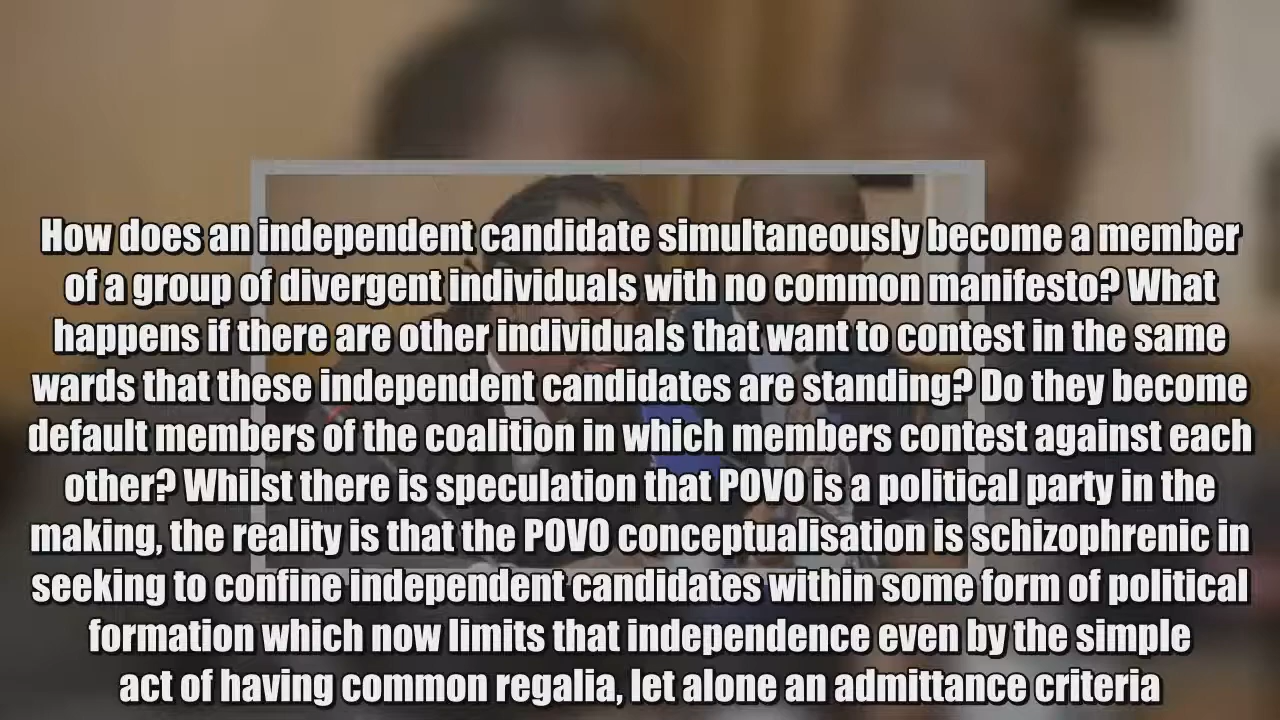 How does an independent candidate simultaneously become a member
of a group of divergent individuals with no common manifesto? What
happens if there are other individuals that want to contest in the same
wards that these independent candidates are standing? Do they become
default members of the coalition in which members contest against each
other? Whilst there is speculation that POVO is a political party in the
making, the reality is that the POVO conceptualisation is schizophrenic in
seeking to confine independent candidates within some form of political
formation which now limits that independence even by the simple
act of having common regalia, let alone an admittance criteria